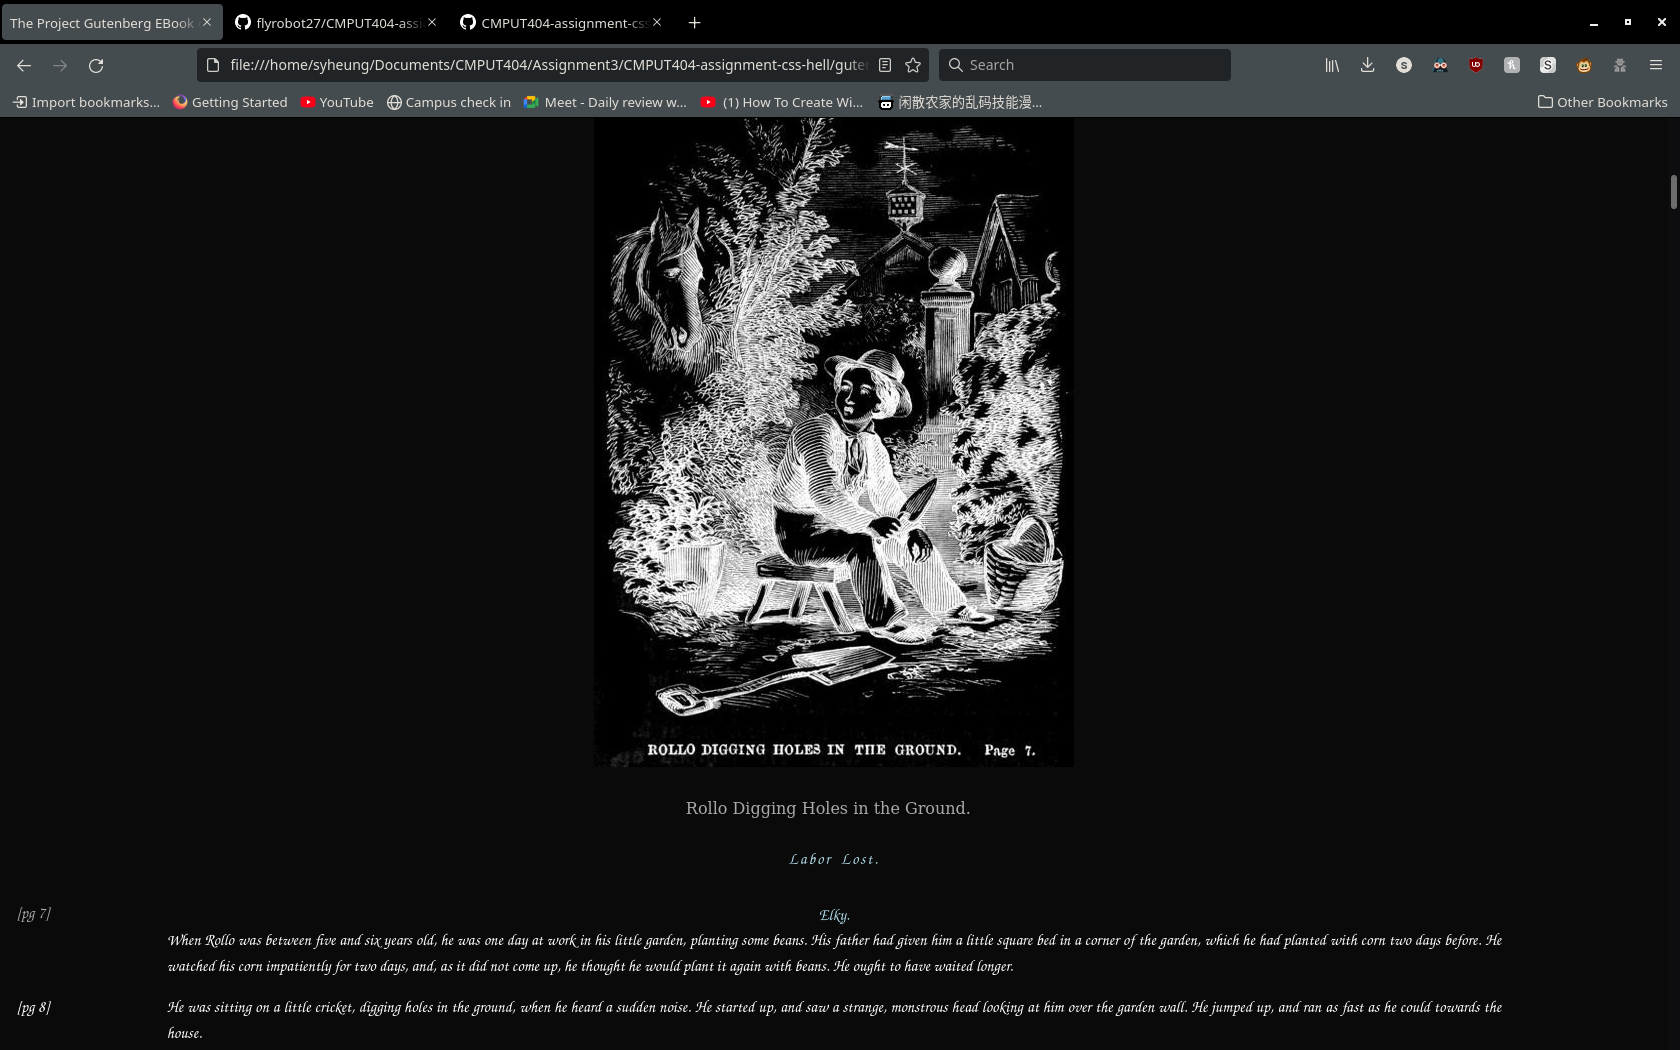 The Project Gutenberg EBook
flyrobot27/CMPUT404-assi
CMPUT404-assignment-css
file:///home/syheung/Documents/CMPUT404/Assignment3/CMPUT404-assignment-css-hell/gute
Search
Import bookmarks...
Getting Started
YouTube
Campus check in
Meet - Daily review w...
(1) How To Create Wi...
闲散农家的乱码技能漫...
Other Bookmarks
ROLLO DIGGING HOLES IN THE GROUND. Page 7.
Rollo Digging Holes in the Ground.
Labor Lost.
[pg 7]
Elky.
When Rollo was between five and six years old, he was one day at work in his little garden, planting some beans. His father had given him a little square bed in a corner of the garden, which he had planted with corn two days before. He
watched his corn impatiently for two days, and, as it did not come up, he thought he would plant it again with beans. He ought to have waited longer.
[pg 8]
He was sitting on a little cricket, digging holes in the ground, when he heard a sudden noise. He started up, and saw a strange, monstrous head looking at him over the garden wall. He jumped up, and ran as fast as he could towards the
house.